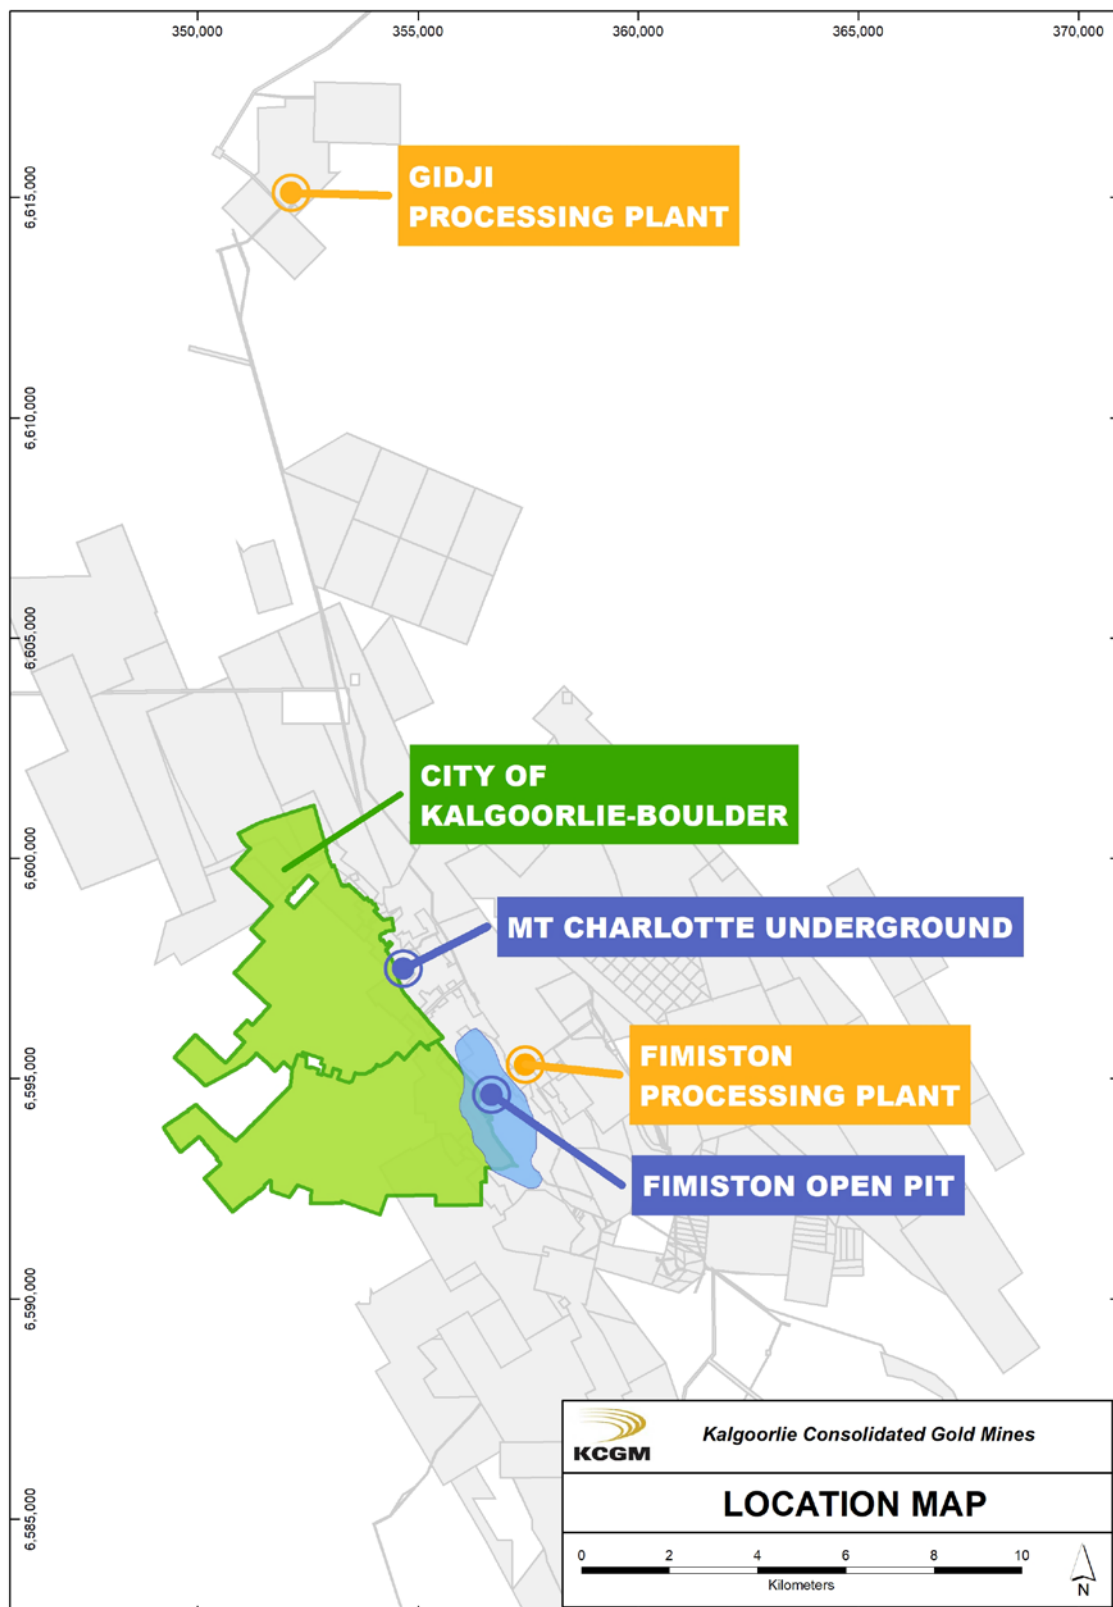 350,000
355,000
360,000
365,000
370,000
6,615,000
GIDJI
PROCESSING PLANT
6,610,000
6,605,000
CITY OF
KALGOORLIE-BOULDER
6,600,000
MT CHARLOTTE UNDERGROUND
FIMISTON
PROCESSING PLANT
6,595,000
FIMISTON OPEN PIT
6,590,000
KCGM
Kalgoorlie Consolidated Gold Mines
LOCATION MAP
6,585,000
0 2 4 6 8 10
Kilometers
N